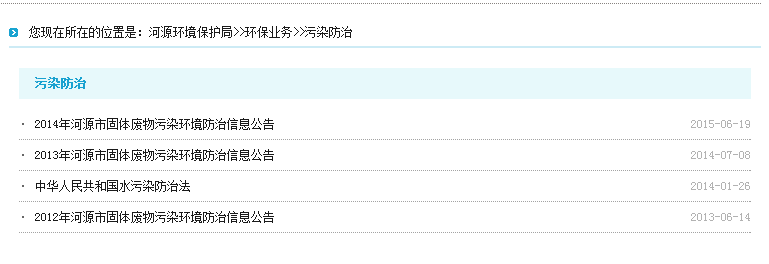 您现在所在的位置是：河源环境保护局>>环保业务>>污染防治
污染防治
· 2014年河源市固体废物污染环境防治信息公告 2015-06-19
· 2013年河源市固体废物污染环境防治信息公告 2014-07-08
· 中华人民共和国水污染防治法 2014-01-26
· 2012年河源市固体废物污染环境防治信息公告 2013-06-14